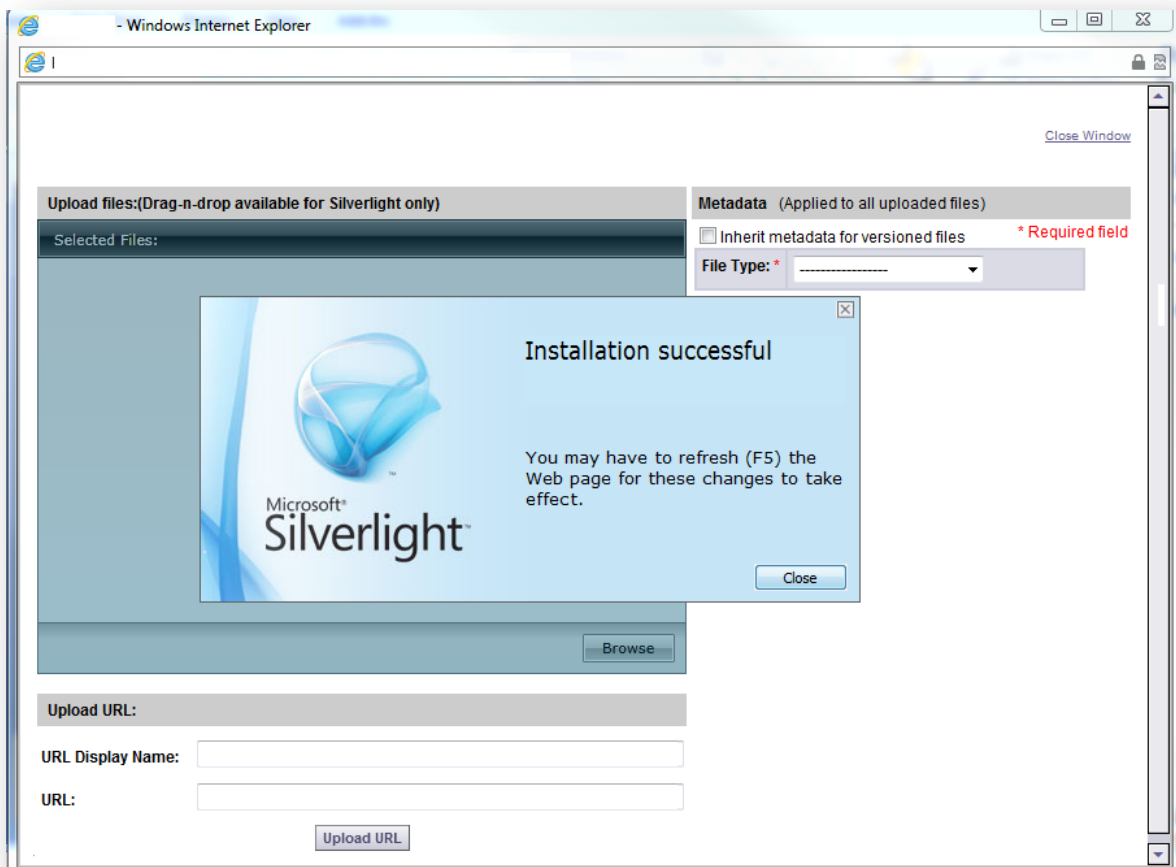 - Windows Internet Explorer
Close Window
Upload files:(Drag-n-drop available for Silverlight only)
Selected Files:
Metadata (Applied to all uploaded files)
Inherit metadata for versioned files
* Required field
File Type: * -----------------
Installation successful
You may have to refresh (F5) the
Web page for these changes to take
effect.
Microsoft®
Silverlight™
Close
Browse
Upload URL:
URL Display Name:
URL:
Upload URL